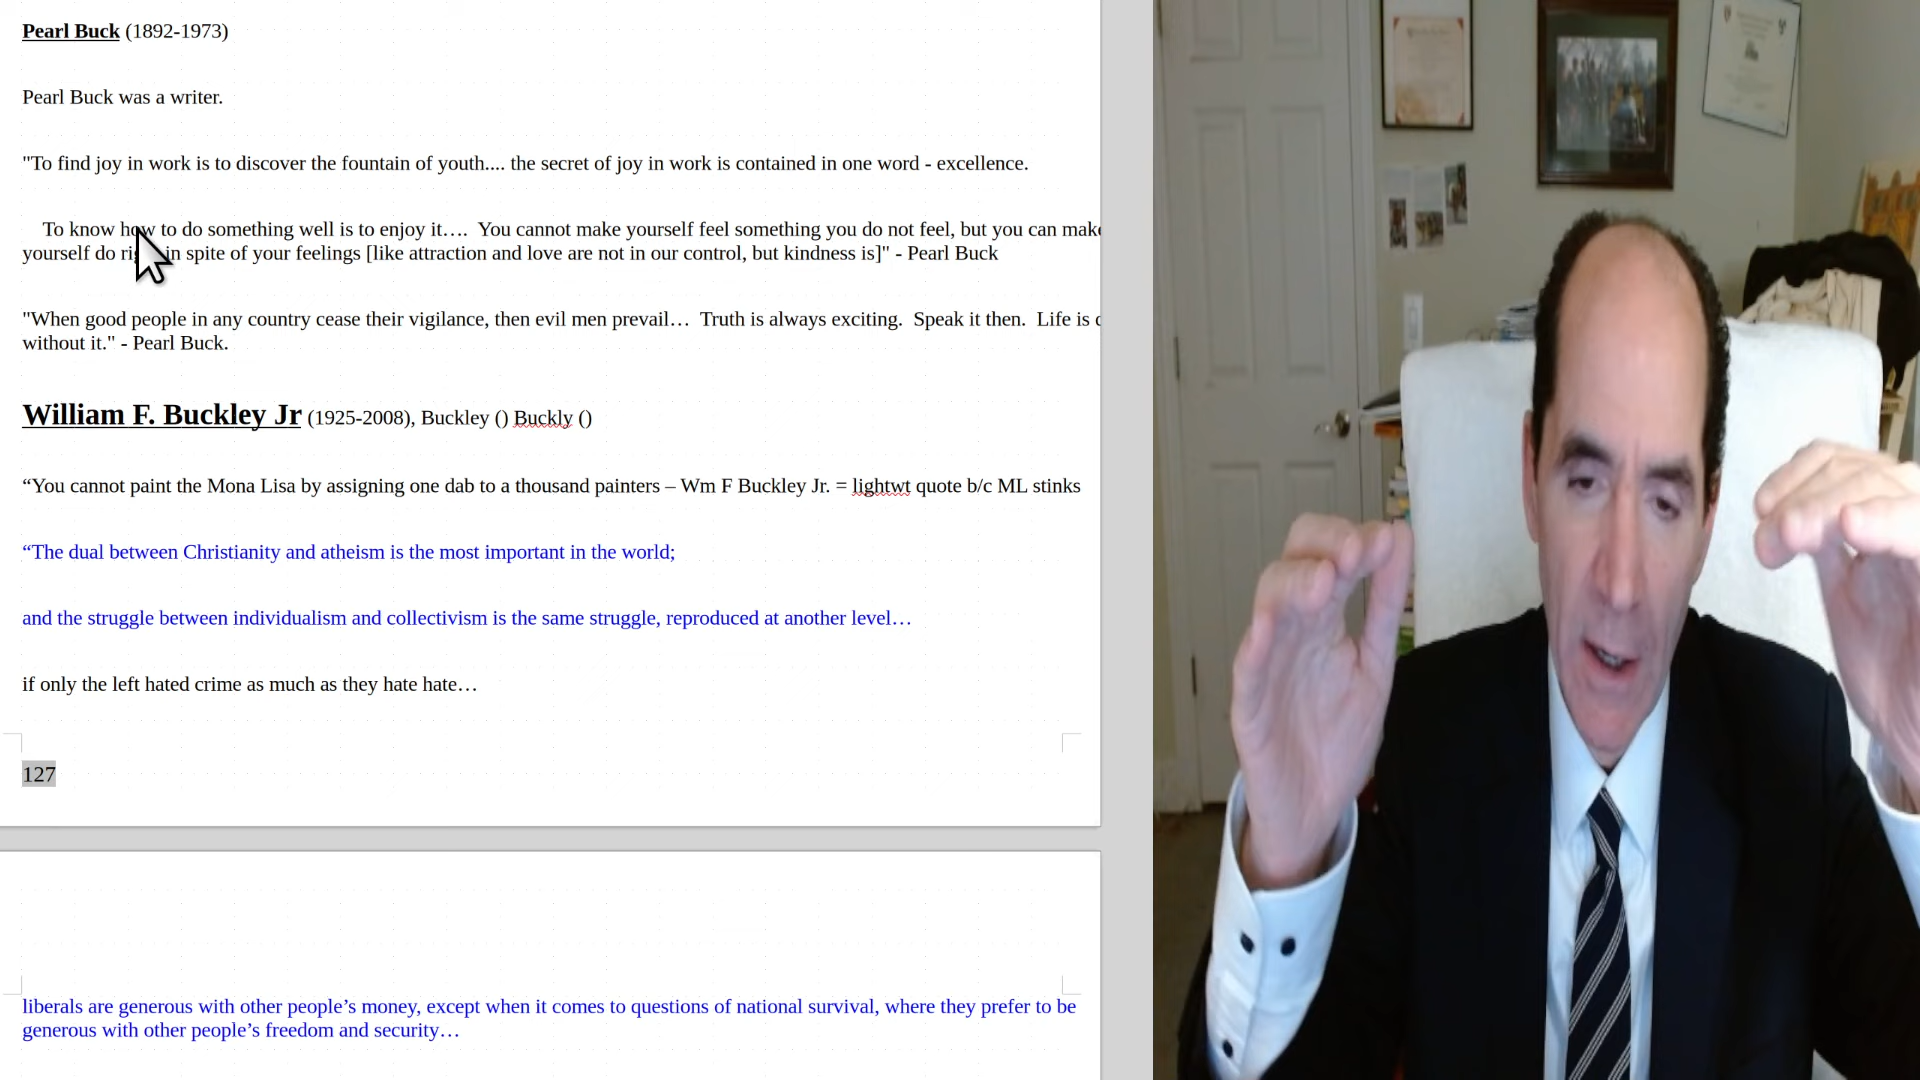 Pearl Buck (1892-1973)
Pearl Buck was a writer.
"To find joy in work is to discover the fountain of youth.... the secret of joy in work is contained in one word - excellence.
To know how to do something well is to enjoy it…. You cannot make yourself feel something you do not feel, but you can make
yourself do in spite of your feelings [like attraction and love are not in our control, but kindness is]" - Pearl Buck
"When good people in any country cease their vigilance, then evil men prevail… Truth is always exciting. Speak it then. Life is
without it." - Pearl Buck.
William F. Buckley Jr (1925-2008), Buckley () Buckly ()
“You cannot paint the Mona Lisa by assigning one dab to a thousand painters – Wm F Buckley Jr. = lightwt quote b/c ML stinks
“The dual between Christianity and atheism is the most important in the world;
and the struggle between individualism and collectivism is the same struggle, reproduced at another level…
if only the left hated crime as much as they hate hate…
127
liberals are generous with other people’s money, except when it comes to questions of national survival, where they prefer to be
generous with other people’s freedom and security…